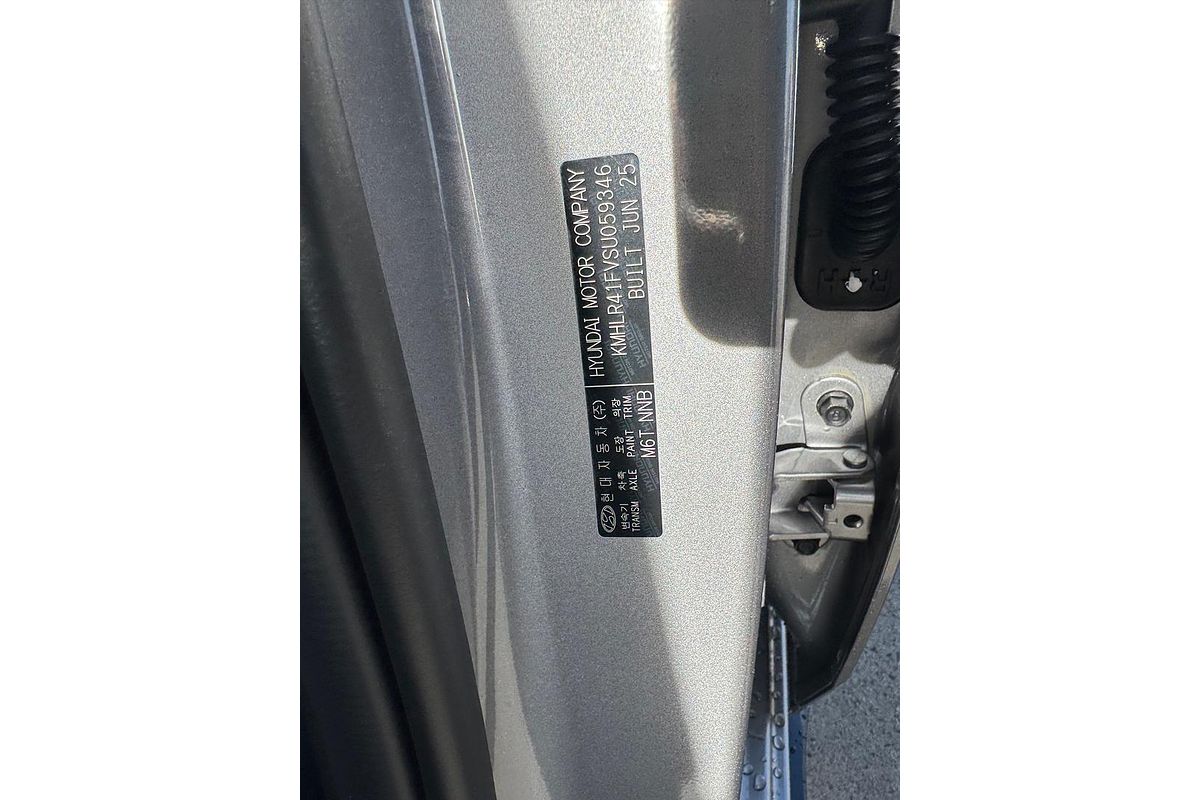 현대자동차(주) HYUNDAI MOTOR COMPANY
변속기 차축 도장 의장 KMHLR41FVSU059346
TRANSM AXLE PAINT TRIM BUILT JUN 25
M6T NNB